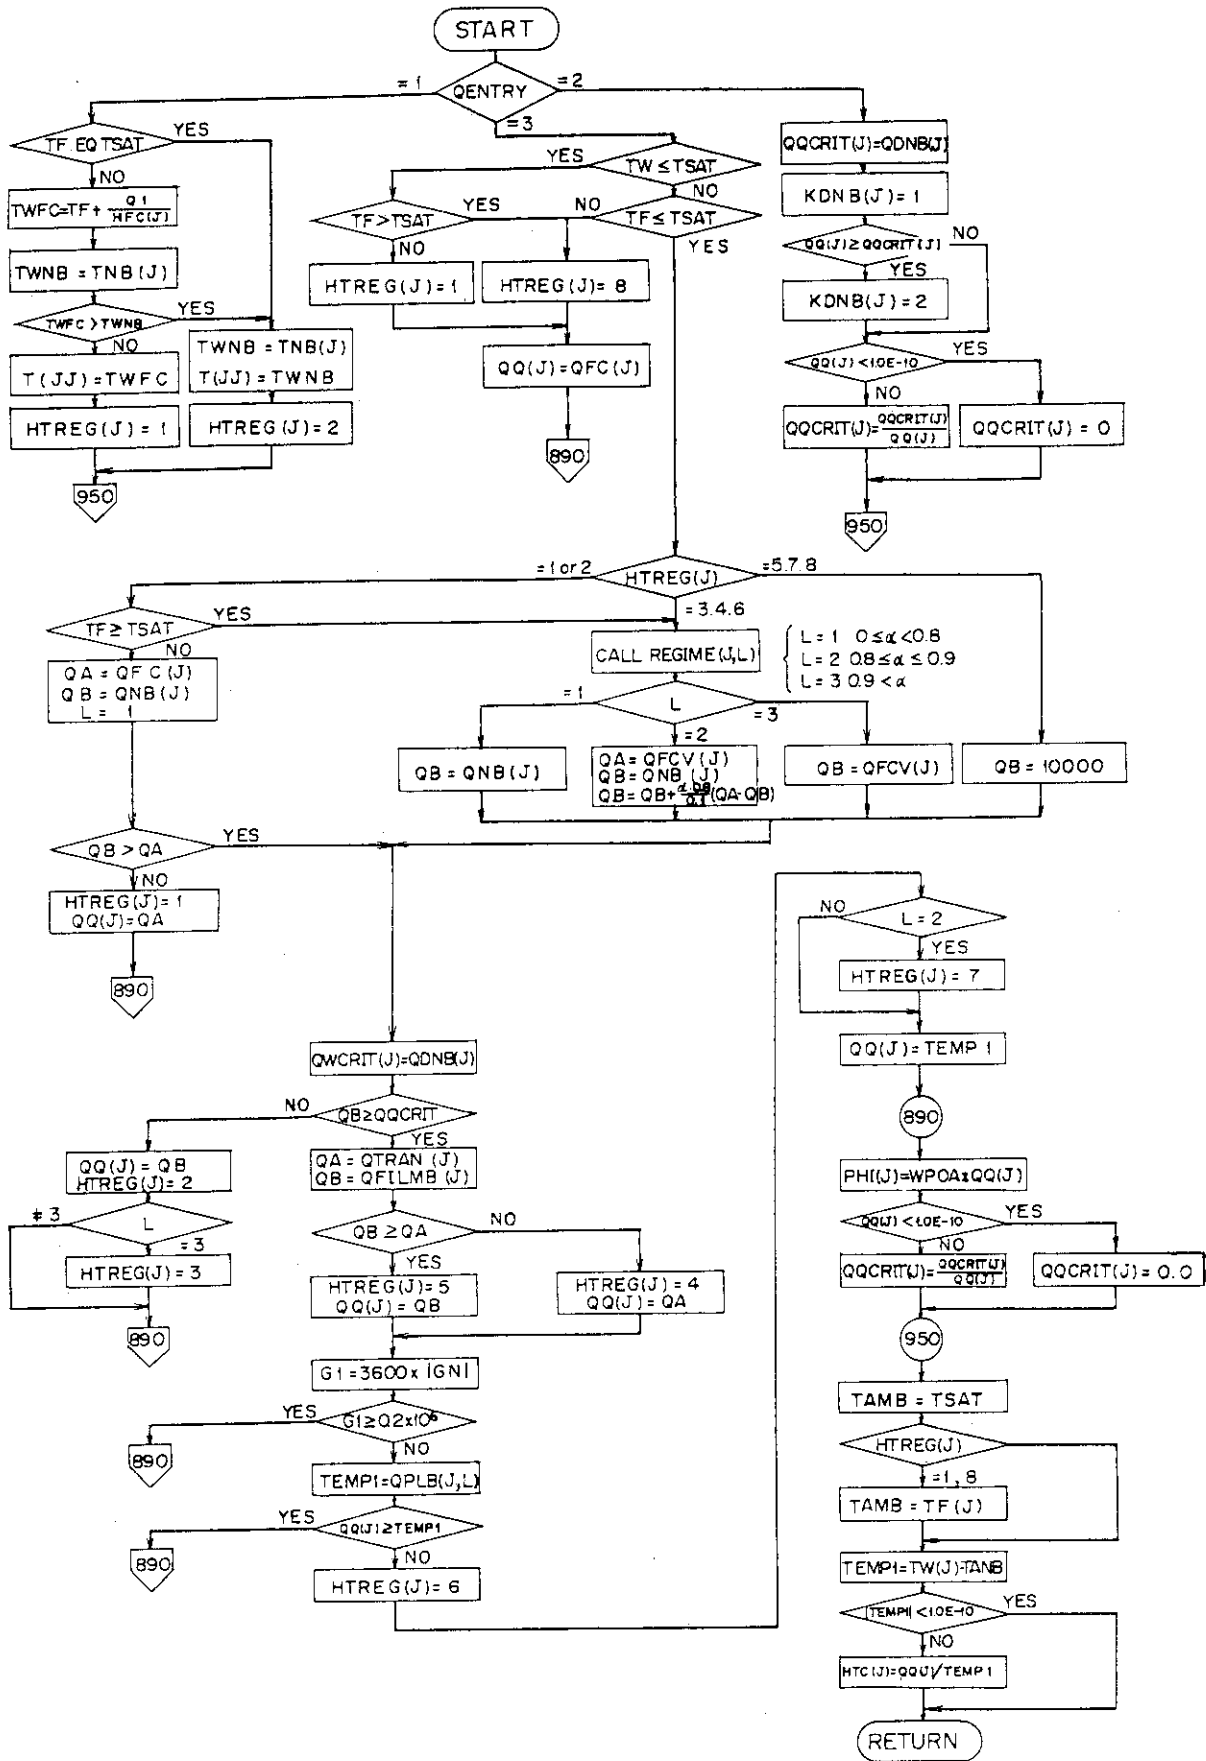 START
QENTRY
= 1
= 2
= 3
TF. EQ TSAT
YES
NO
TWFC=TF+ Q1/HFC(J)
TWNB = TNB(J)
TWFC > TWNB
YES
NO
T(JJ)=TWFC
HTREG(J)=1
TWNB = TNB(J)
T(JJ)=TWNB
HTREG(J)=2
950
TW≤TSAT
YES
NO
TF>TSAT
YES
NO
TF≤TSAT
NO
YES
HTREG(J)=1
HTREG(J)=8
QQ(J)=QFC(J)
890
QQCRIT(J)=QDNB(J)
KDNB(J)=1
QQ(J)≥QQCRIT(J)
NO
YES
KDNB(J)=2
QQ(J)<1.0E-10
YES
NO
QQCRIT(J)=QQCRIT(J)/QQ(J)
QQCRIT(J) = 0
950
HTREG(J)
=1 or 2
=5.7.8
=3.4.6
TF≥TSAT
YES
NO
QA = QFC(J)
QB = QNB(J)
L = 1
CALL REGIME(J,L)
L = 1 0≤α<0.8
L = 2 0.8≤α≤0.9
L = 3 0.9<α
L
=1
=2
=3
QB = QNB(J)
QA = QFCV(J)
QB = QNB(J)
QB = QB+ α-0.8/0.1 (QA-QB)
QB = QFCV(J)
QB = 10000
QB > QA
YES
NO
HTREG(J)=1
QQ(J)=QA
890
QWCRIT(J)=QDNB(J)
QB≥QQCRIT
NO
YES
QQ(J)=QB
HTREG(J)=2
L
≠3
=3
HTREG(J)=3
890
QA = QTRAN(J)
QB = QFILMB(J)
QB≥QA
NO
YES
HTREG(J)=5
QQ(J)=QB
HTREG(J)=4
QQ(J)=QA
G1=3600x |GN|
G1≥0.2x10⁶
YES
NO
890
TEMP1=QPLB(J,L)
QQ(J)≥TEMP1
YES
NO
890
HTREG(J)=6
L=2
NO
YES
HTREG(J)=7
QQ(J)=TEMP 1
890
PHI(J)=WPOAxQQ(J)
QQ(J)<1.0E-10
YES
NO
QQCRIT(J)=QQCRIT(J)/QQ(J)
QQCRIT(J)=0.0
950
TAMB = TSAT
HTREG(J)
=1, 8
TAMB = TF(J)
TEMP1=TW(J)-TANB
|TEMP1| <1.0E-10
YES
NO
HTC(J)=QQ(J)/TEMP1
RETURN